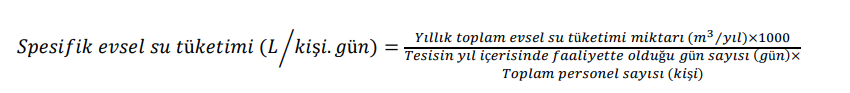 Spesifik evsel su tüketimi (L/kişi.gün) = Yıllık toplam evsel su tüketimi miktarı (m³/yıl)×1000
Tesisin yıl içerisinde faaliyette olduğu gün sayısı (gün)×
Toplam personel sayısı (kişi)